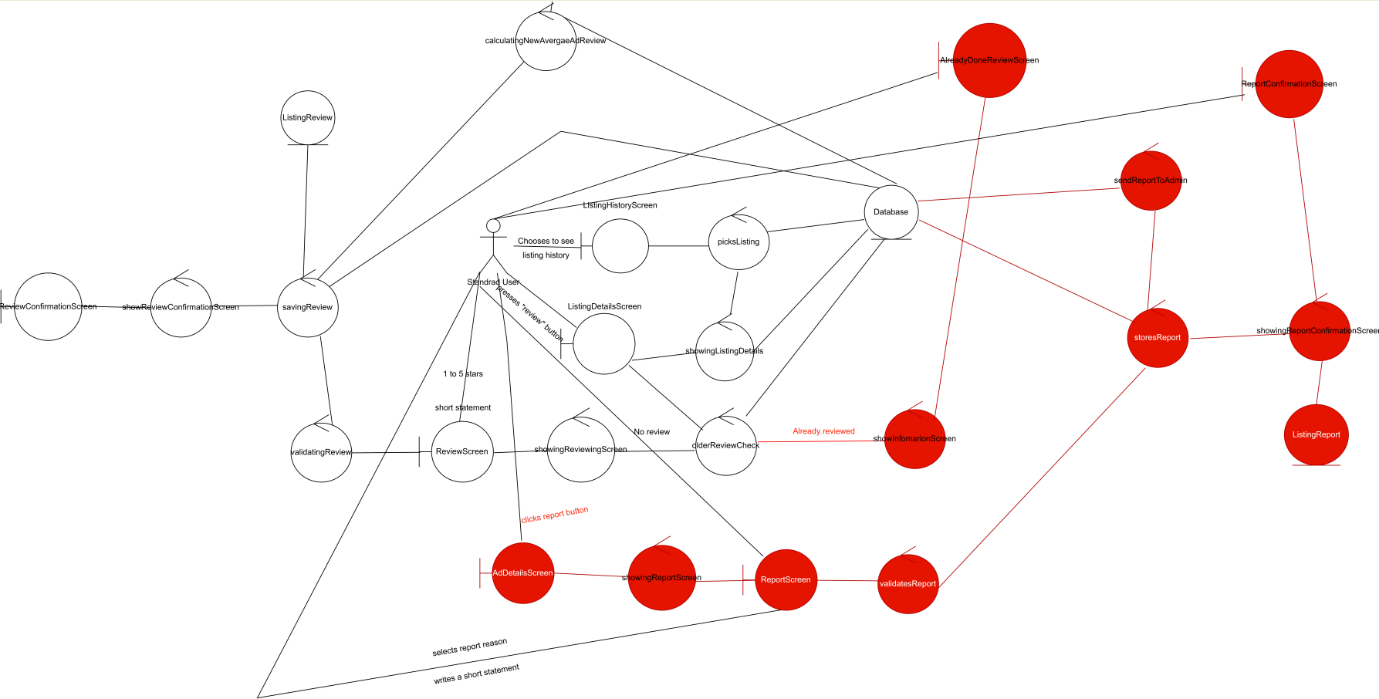 calculatingNewAvergaeAdReview
AlreadyDoneReviewScreen
ReportConfirmationScreen
ListingReview
sendReportToAdmin
ListingHistoryScreen
Database
Chooses to see
listing history
picksListing
Stendrad User
presses "review" button
ReviewConfirmationScreen
showReviewConfirmationScreen
savingReview
ListingDetailsScreen
showingListingDetails
storesReport
showingReportConfirmationScreen
1 to 5 stars
short statement
No review
Already reviewed
validatingReview
ReviewScreen
showingReviewingScreen
olderReviewCheck
showInfomarionScreen
ListingReport
clicks report button
AdDetailsScreen
showingReportScreen
ReportScreen
validatesReport
selects report reason
writes a short statement